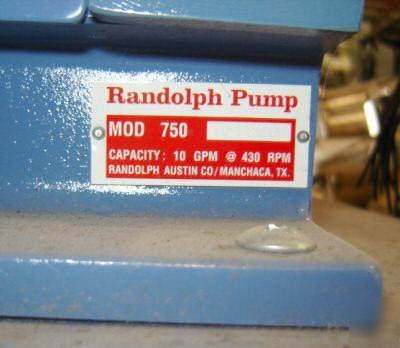 Randolph Pump
MOD 750
CAPACITY: 10 GPM @ 430 RPM
RANDOLPH AUSTIN CO/MANCHACA, TX.